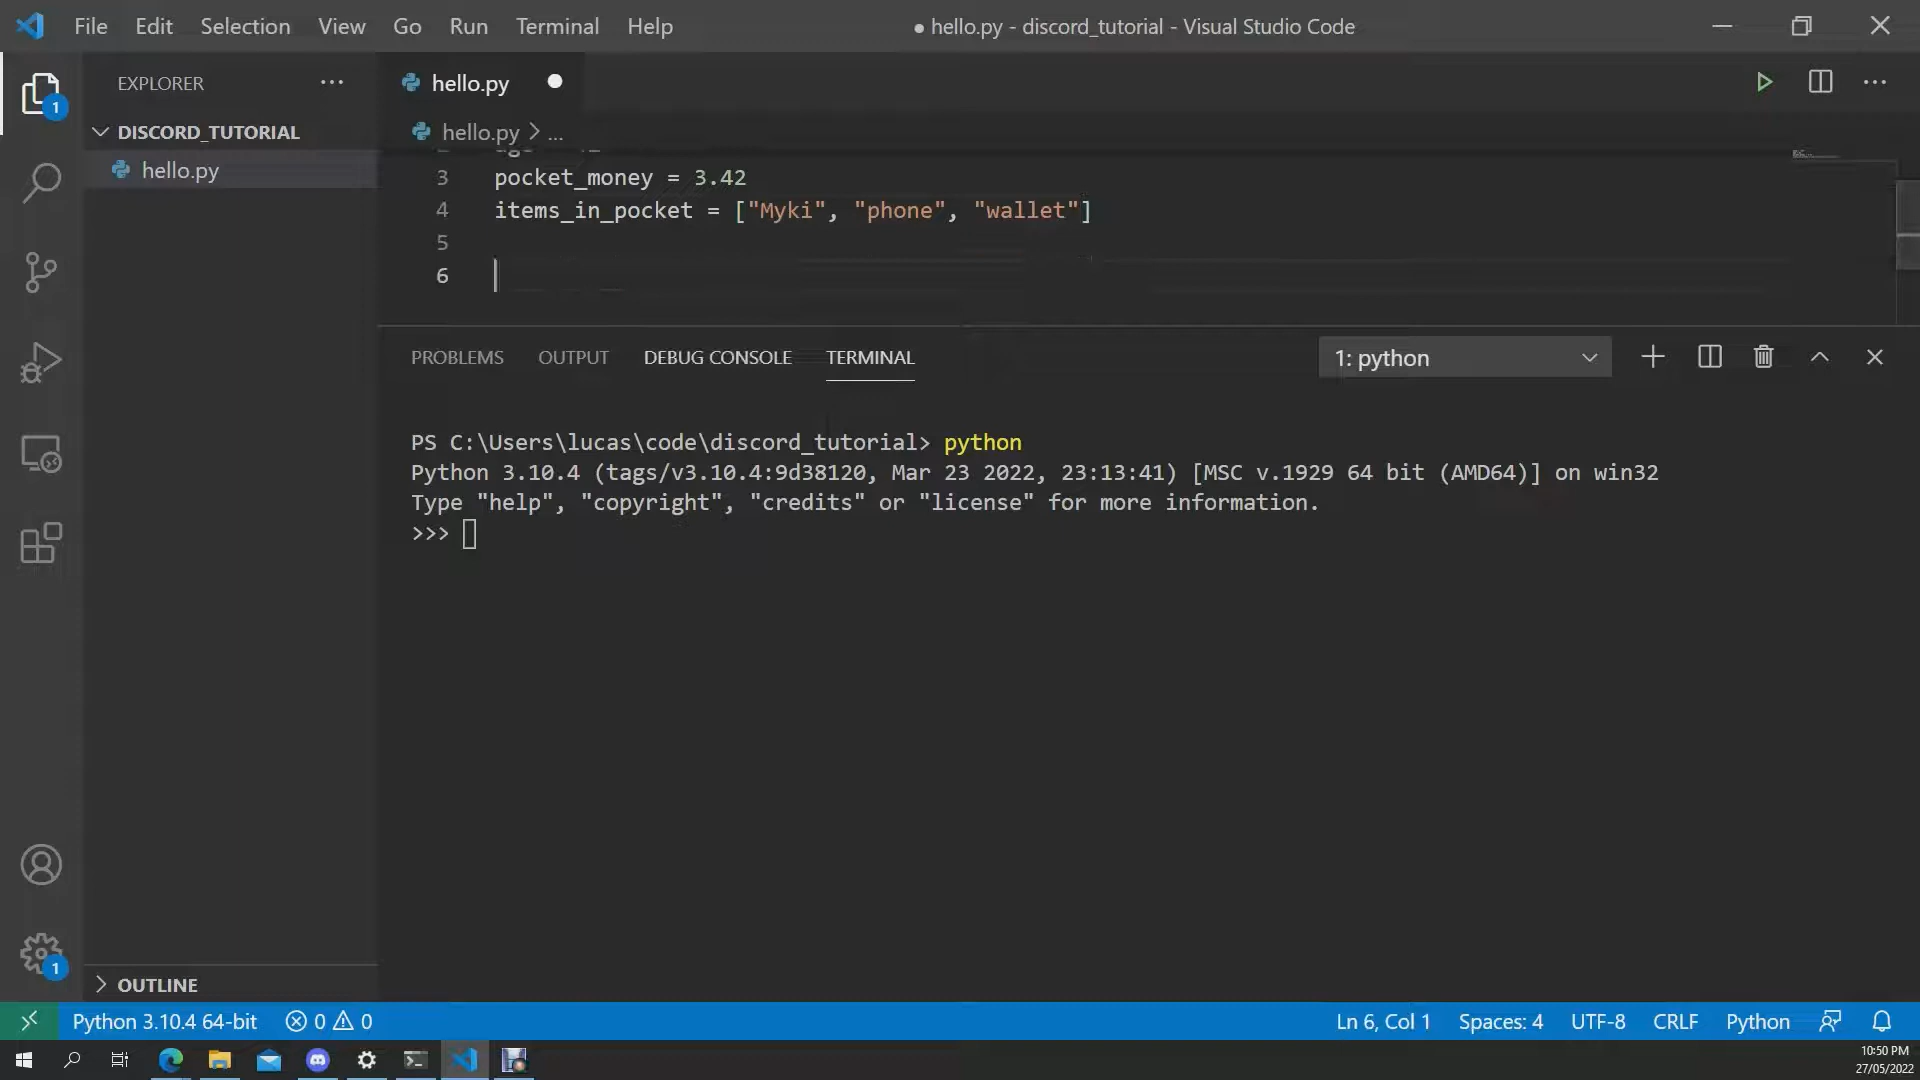 File Edit Selection View Go Run Terminal Help
● hello.py - discord_tutorial - Visual Studio Code
EXPLORER
1
DISCORD_TUTORIAL
hello.py
hello.py
hello.py > ...
3 pocket_money = 3.42
4 items_in_pocket = ["Myki", "phone", "wallet"]
5
6
PROBLEMS OUTPUT DEBUG CONSOLE TERMINAL
1: python
PS C:\Users\lucas\code\discord_tutorial> python
Python 3.10.4 (tags/v3.10.4:9d38120, Mar 23 2022, 23:13:41) [MSC v.1929 64 bit (AMD64)] on win32
Type "help", "copyright", "credits" or "license" for more information.
>>>
1
OUTLINE
Python 3.10.4 64-bit 0 0
Ln 6, Col 1 Spaces: 4 UTF-8 CRLF Python
10:50 PM
27/05/2022